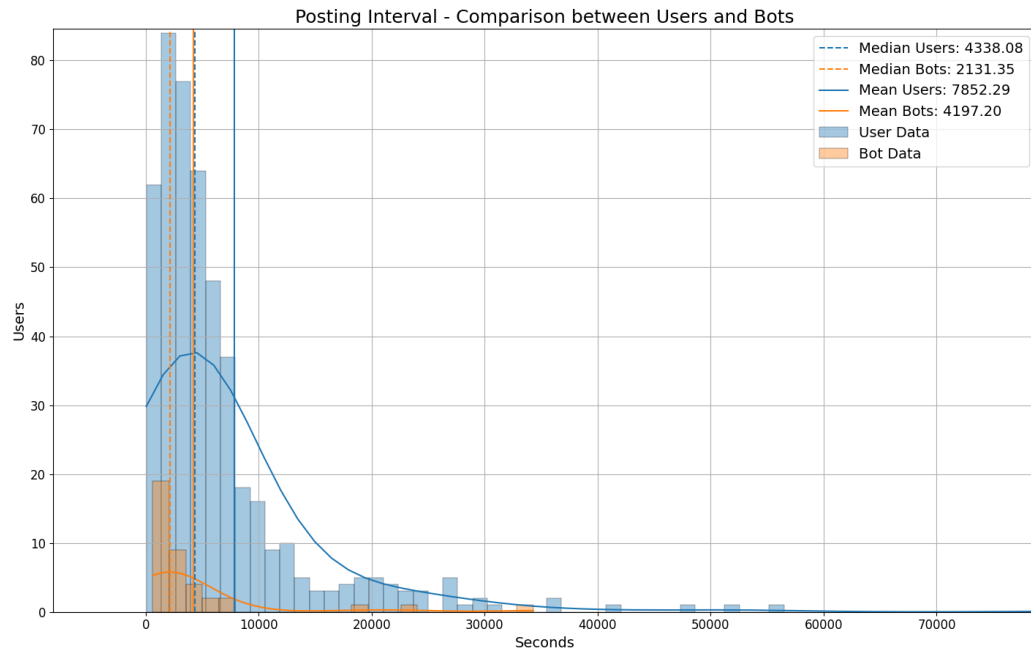 Posting Interval - Comparison between Users and Bots
Median Users: 4338.08
Median Bots: 2131.35
Mean Users: 7852.29
Mean Bots: 4197.20
User Data
Bot Data
Users
80
70
60
50
40
30
20
10
0
0 10000 20000 30000 40000 50000 60000 70000
Seconds